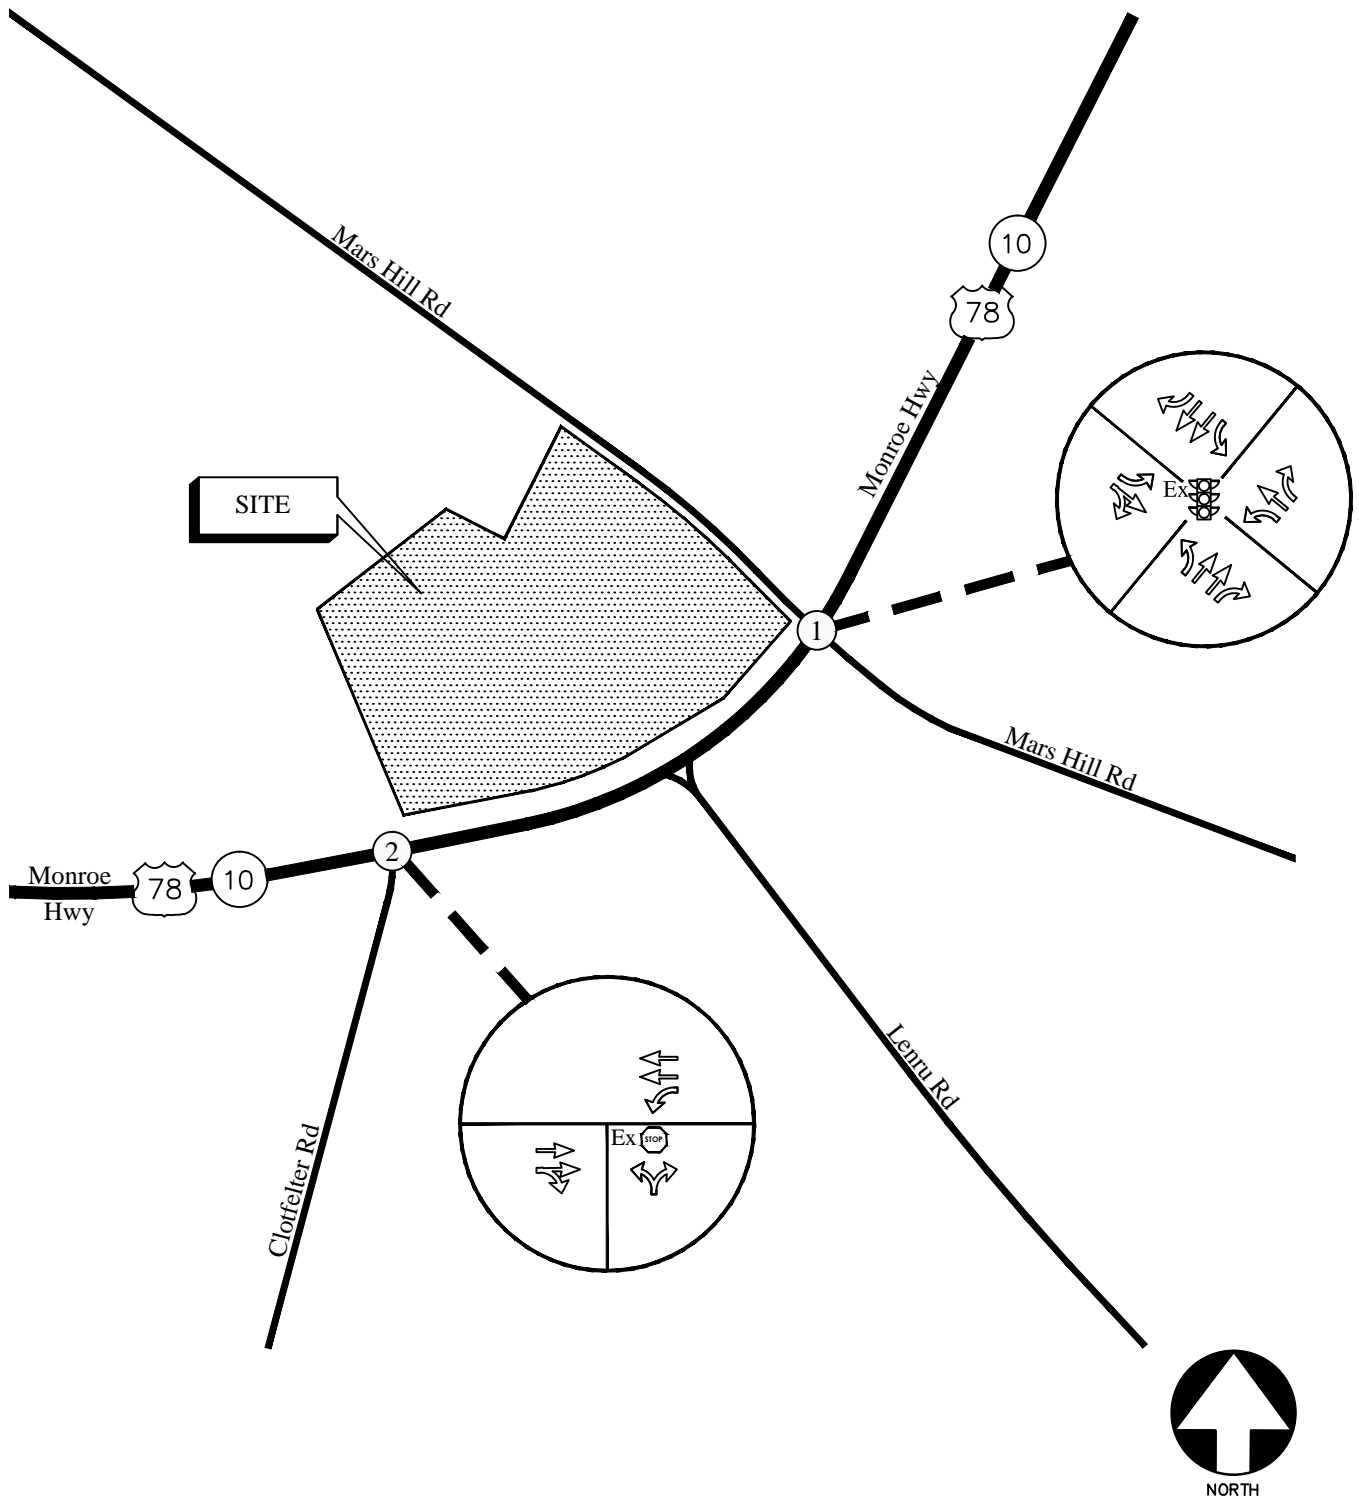 10
Mars Hill Rd
78
Monroe Hwy
SITE
Ex
1
Mars Hill Rd
2
Monroe
Hwy
78
10
Lenru Rd
Ex
STOP
Clotfelter Rd
NORTH